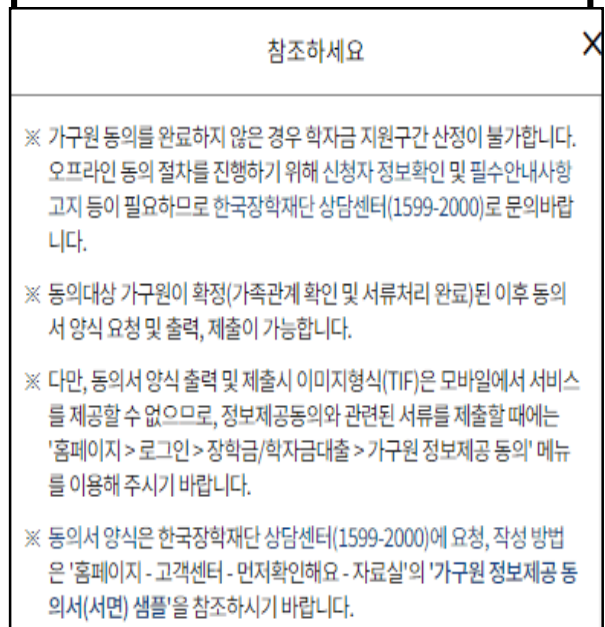 참조하세요
X
※ 가구원 동의를 완료하지 않은 경우 학자금 지원구간 산정이 불가합니다.
오프라인 동의 절차를 진행하기 위해 신청자 정보확인 및 필수안내사항
고지 등이 필요하므로 한국장학재단 상담센터(1599-2000)로 문의바랍
니다.
※ 동의대상 가구원이 확정(가족관계 확인 및 서류처리 완료)된 이후 동의
서 양식 요청 및 출력, 제출이 가능합니다.
※ 다만, 동의서 양식 출력 및 제출시 이미지형식(TIF)은 모바일에서 서비스
를 제공할 수 없으므로, 정보제공동의와 관련된 서류를 제출할 때에는
'홈페이지 > 로그인 > 장학금/학자금대출 > 가구원 정보제공 동의' 메뉴
를 이용해 주시기 바랍니다.
※ 동의서 양식은 한국장학재단 상담센터(1599-2000)에 요청, 작성 방법
은 '홈페이지 - 고객센터 - 먼저확인해요 - 자료실'의 '가구원 정보제공 동
의서(서면) 샘플'을 참조하시기 바랍니다.